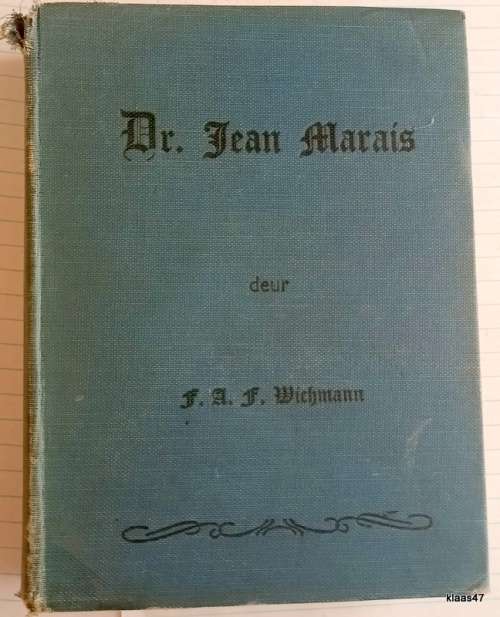 Dr. Jean Marais
deur
F. A. F. Wichmann
klaas47